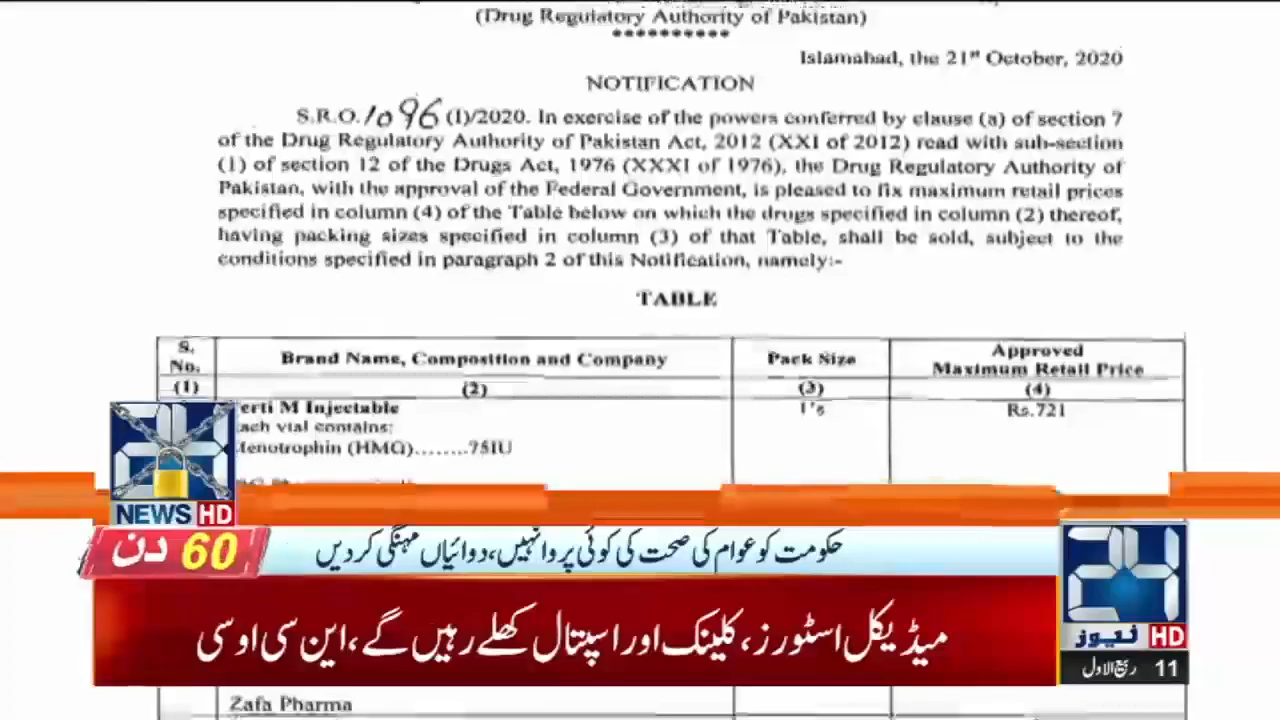 (Drug Regulatory Authority of Pakistan)
**********
Islamabad, the 21st October, 2020
NOTIFICATION
S.R.O. 1096 (I)/2020. In exercise of the powers conferred by clause (a) of section 7
of the Drug Regulatory Authority of Pakistan Act, 2012 (XXI of 2012) read with sub-section
(1) of section 12 of the Drugs Act, 1976 (XXXI of 1976), the Drug Regulatory Authority of
Pakistan, with the approval of the Federal Government, is pleased to fix maximum retail prices
specified in column (4) of the Table below on which the drugs specified in column (2) thereof,
having packing sizes specified in column (3) of that Table, shall be sold, subject to the
conditions specified in paragraph 2 of this Notification, namely:-
TABLE
S. No. Brand Name, Composition and Company Pack Size Approved Maximum Retail Price
(1) (2) (3) (4)
erti M Injectable 1's Rs.721
ach vial contains:
enotrophin (HMG)........75IU
24
NEWS HD
60 دن
حکومت کو عوام کی صحت کی کوئی پروا نہیں، دوائیاں مہنگی کر دیں
میڈیکل اسٹورز، کلینک اور اسپتال کھلے رہیں گے، این سی او سی
24
نیوز HD
11 ربیع الاول
Zafa Pharma